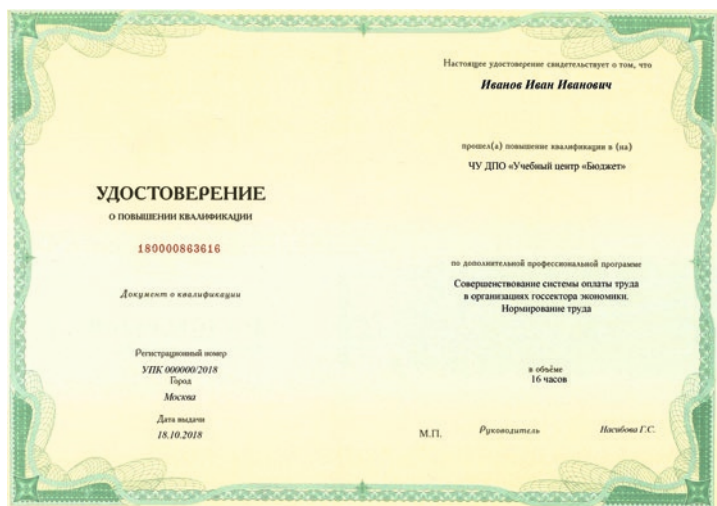 УДОСТОВЕРЕНИЕ
О ПОВЫШЕНИИ КВАЛИФИКАЦИИ
180000863616
Документ о квалификации
Регистрационный номер
УПК 000000/2018
Город
Москва
Дата выдачи
18.10.2018
Настоящее удостоверение свидетельствует о том, что
Иванов Иван Иванович
прошел(а) повышение квалификации в (на)
ЧУ ДПО «Учебный центр «Бюджет»
по дополнительной профессиональной программе
Совершенствование системы оплаты труда
в организациях госсектора экономики.
Нормирование труда
в объёме
16 часов
М.П. Руководитель Насибова Г.С.